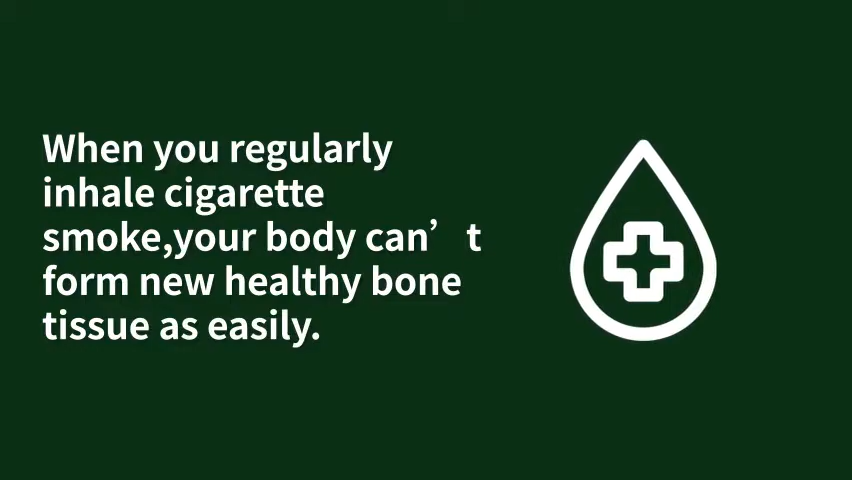 When you regularly
inhale cigarette
smoke,your body can’ t
form new healthy bone
tissue as easily.